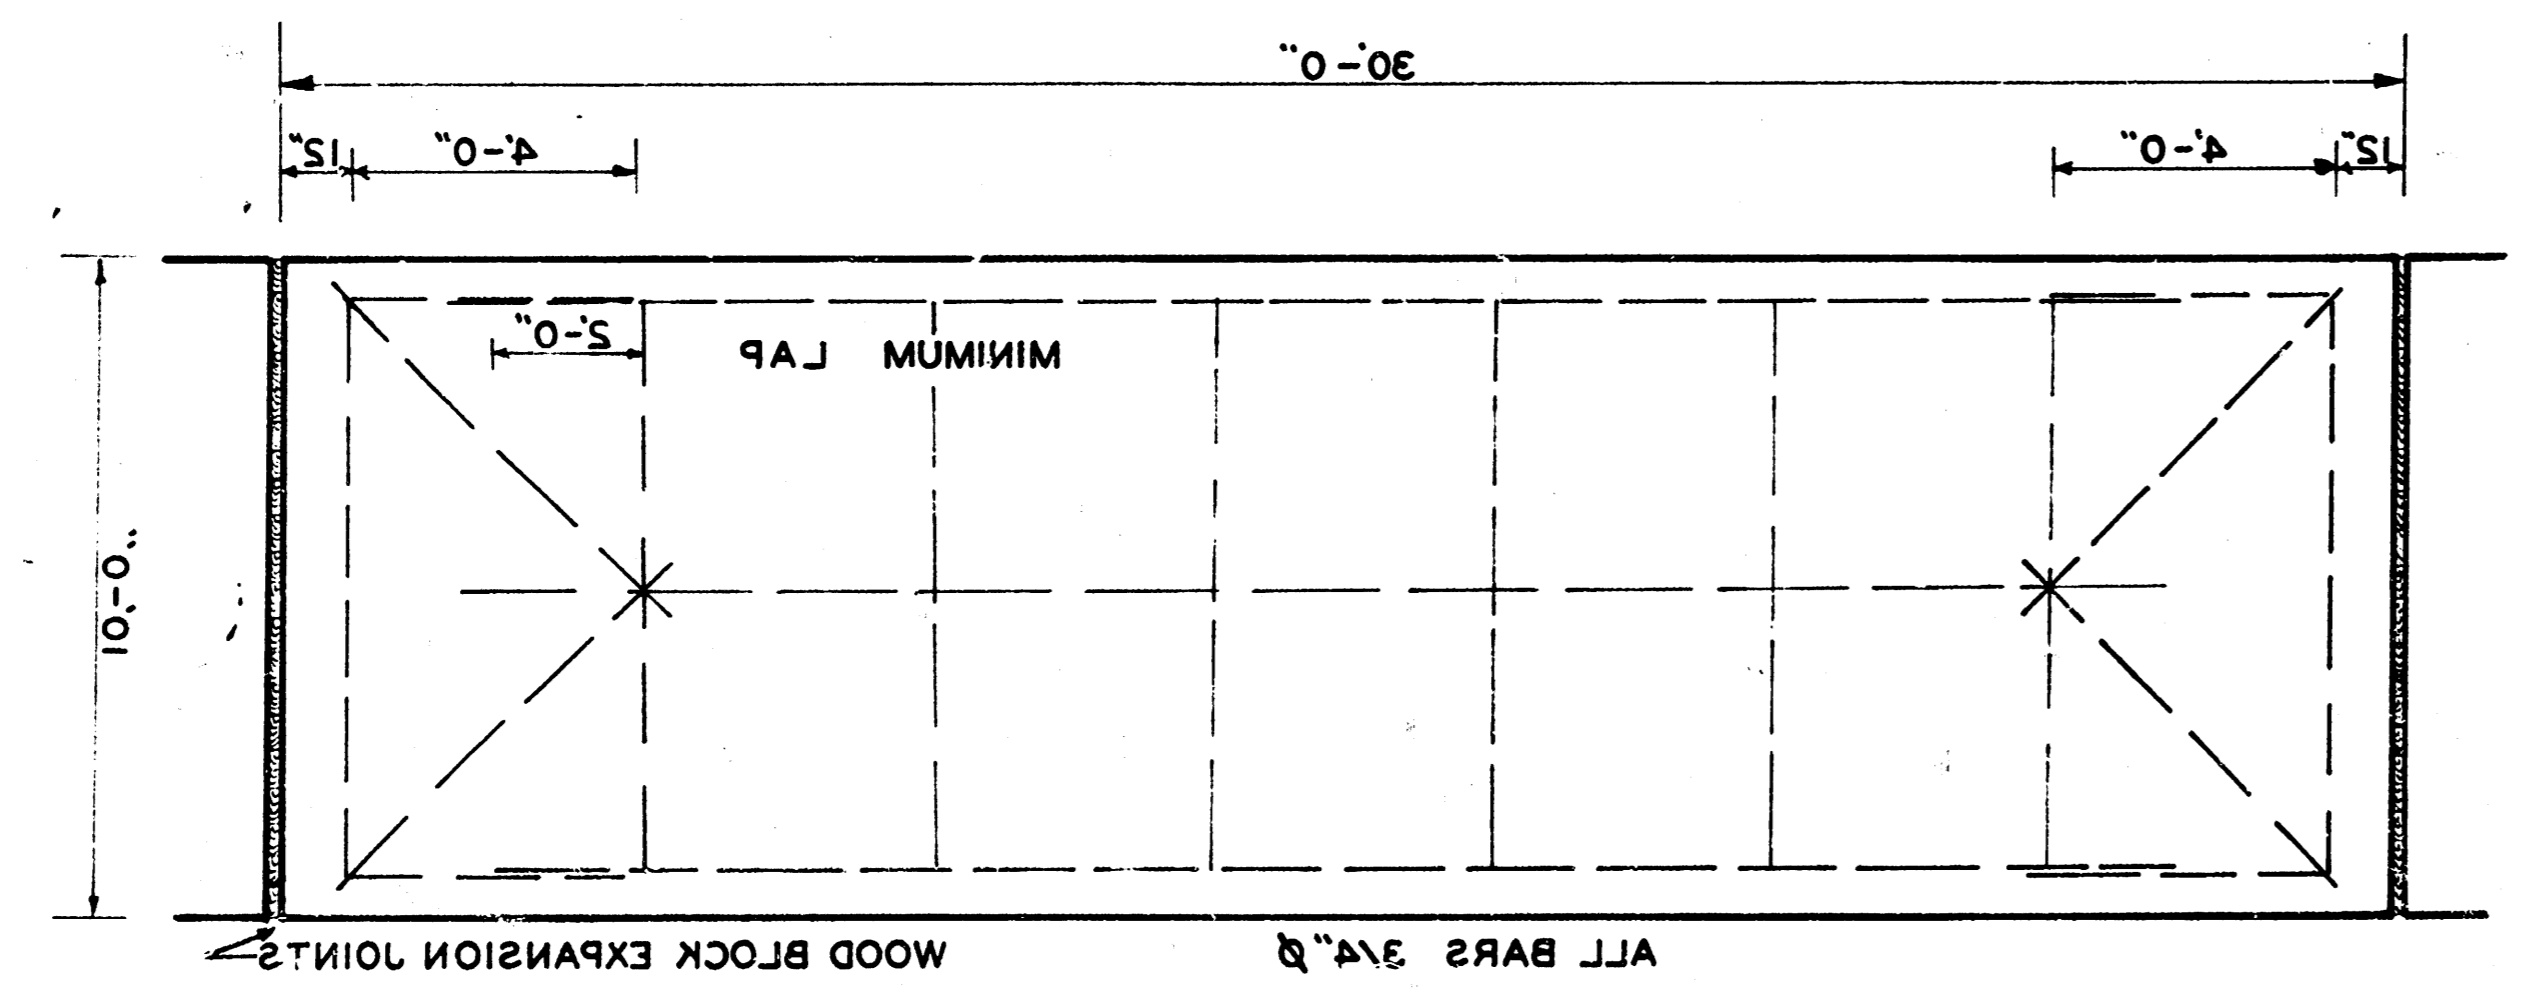 30'-0"
12" 4'-0" 4'-0" 12"
2'-0" MINIMUM LAP
10'-0"
WOOD BLOCK EXPANSION JOINTS
ALL BARS 3/4"Ø